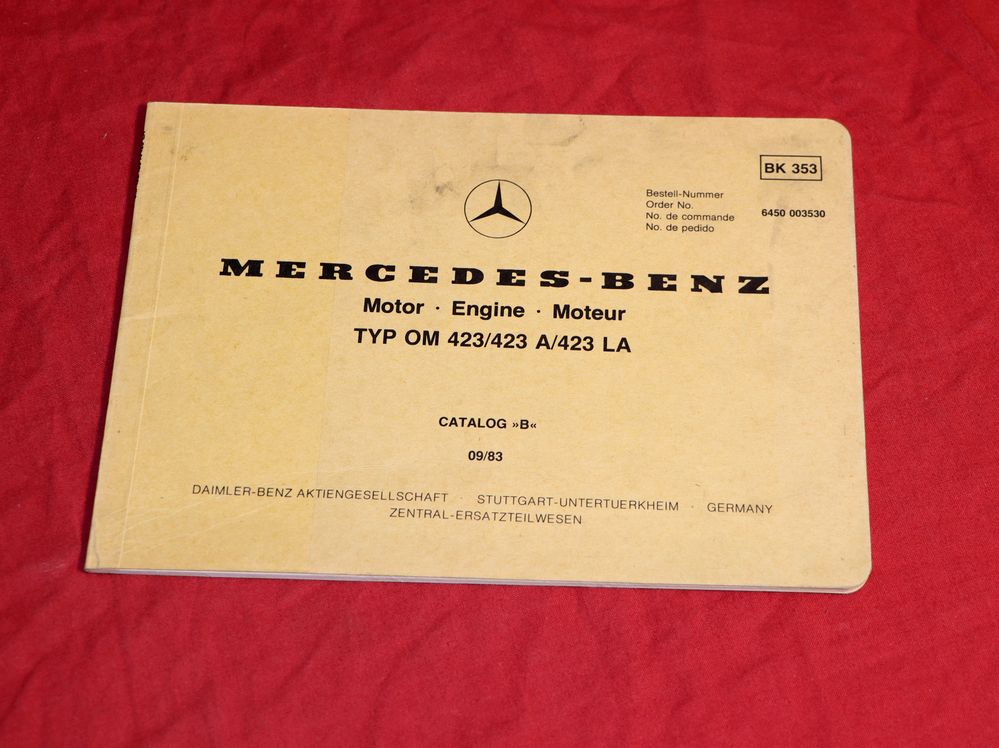 BK 353
Bestell-Nummer
Order No.
No. de commande
No. de pedido
6450 003530
MERCEDES-BENZ
Motor · Engine · Moteur
TYP OM 423/423 A/423 LA
CATALOG »B«
09/83
DAIMLER-BENZ AKTIENGESELLSCHAFT · STUTTGART-UNTERTUERKHEIM · GERMANY
ZENTRAL-ERSATZTEILWESEN